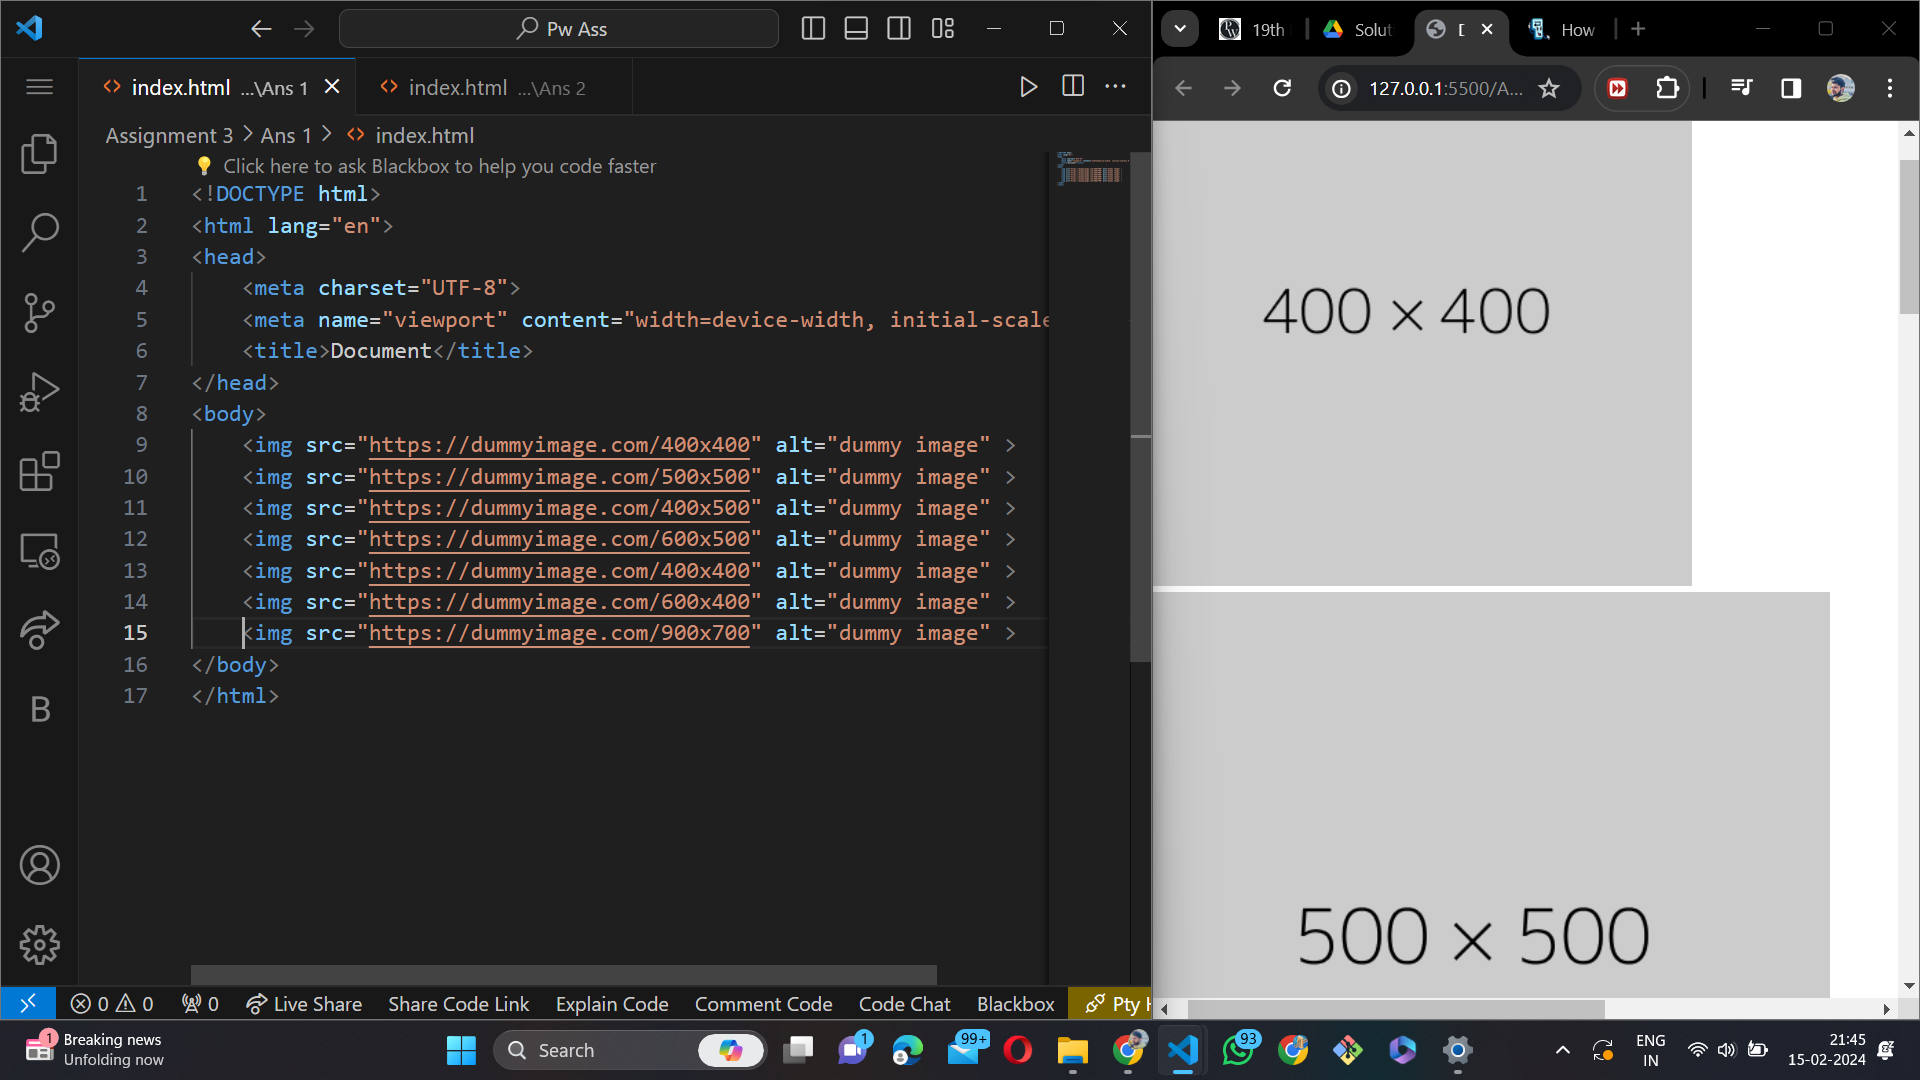 Pw Ass
index.html ...\Ans 1
index.html ...\Ans 2
Assignment 3 > Ans 1 > index.html
Click here to ask Blackbox to help you code faster
1 <!DOCTYPE html>
2 <html lang="en">
3 <head>
4 <meta charset="UTF-8">
5 <meta name="viewport" content="width=device-width, initial-scale
6 <title>Document</title>
7 </head>
8 <body>
9 <img src="https://dummyimage.com/400x400" alt="dummy image" >
10 <img src="https://dummyimage.com/500x500" alt="dummy image" >
11 <img src="https://dummyimage.com/400x500" alt="dummy image" >
12 <img src="https://dummyimage.com/600x500" alt="dummy image" >
13 <img src="https://dummyimage.com/400x400" alt="dummy image" >
14 <img src="https://dummyimage.com/600x400" alt="dummy image" >
15 <img src="https://dummyimage.com/900x700" alt="dummy image" >
16 </body>
17 </html>
B
0 0 0 Live Share Share Code Link Explain Code Comment Code Code Chat Blackbox Pty
19th
Solut
How
127.0.0.1:5500/A...
400 × 400
500 × 500
1
Breaking news
Unfolding now
Search
1
99+
93
ENG
IN
21:45
15-02-2024